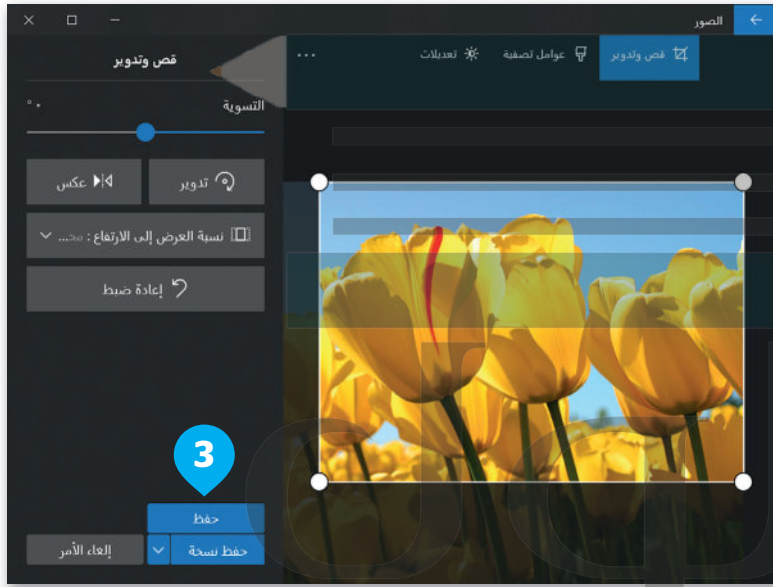 الصور
قص وتدوير
عوامل تصفية
تعديلات
قص وتدوير
التسوية
°٠
تدوير
عكس
نسبة العرض إلى الارتفاع :
إعادة ضبط
3
حفظ
حفظ نسخة
إلغاء الأمر